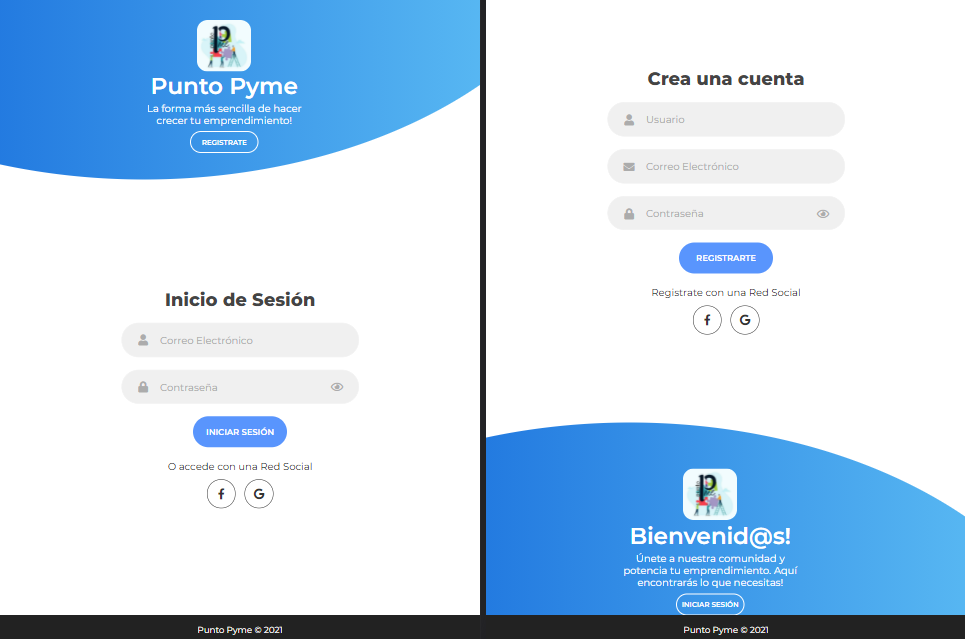 Punto Pyme
La forma más sencilla de hacer
crecer tu emprendimiento!
REGISTRATE
Inicio de Sesión
Correo Electrónico
Contraseña
INICIAR SESIÓN
O accede con una Red Social
f
G
Punto Pyme © 2021
Crea una cuenta
Usuario
Correo Electrónico
Contraseña
REGISTRARTE
Registrate con una Red Social
f
G
Bienvenid@s!
Únete a nuestra comunidad y
potencia tu emprendimiento. Aquí
encontrarás lo que necesitas!
INICIAR SESIÓN
Punto Pyme © 2021